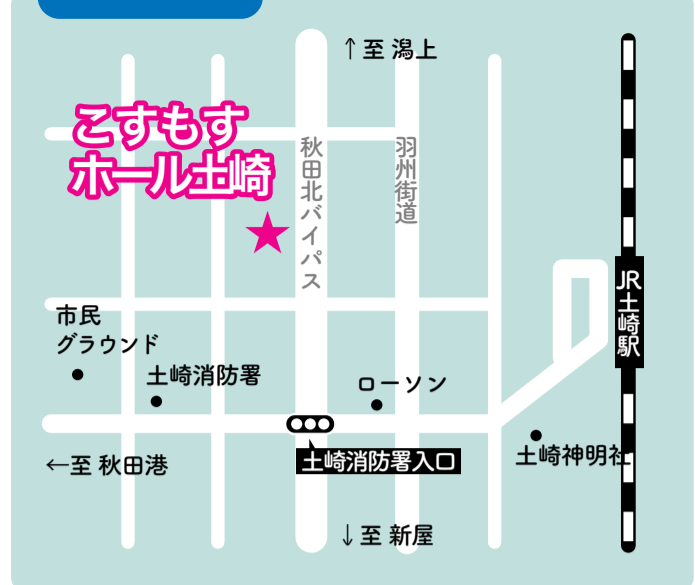 ↑至 潟上
こすもす
ホール土崎
秋田北バイパス
羽州街道
JR土崎駅
市民
グラウンド
土崎消防署
ローソン
←至 秋田港
土崎消防署入口
土崎神明社
↓至 新屋